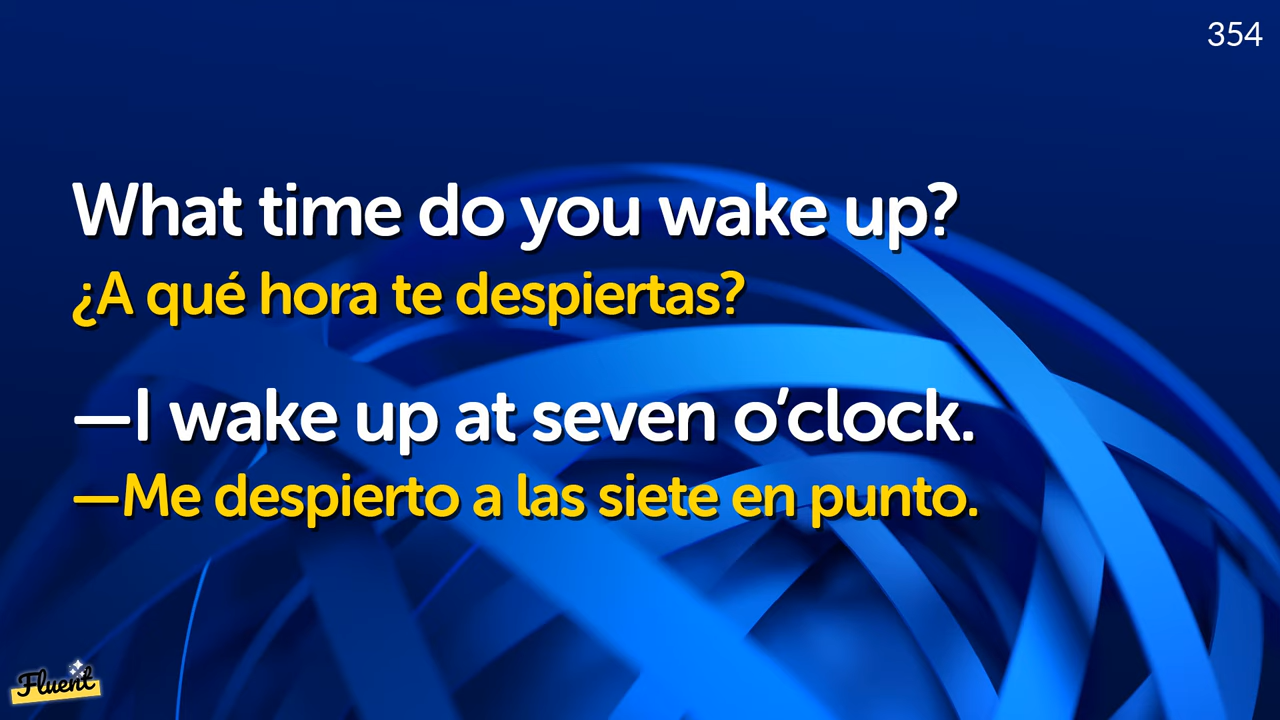 354
What time do you wake up?
¿A qué hora te despiertas?
—I wake up at seven o’clock.
—Me despierto a las siete en punto.
Fluent